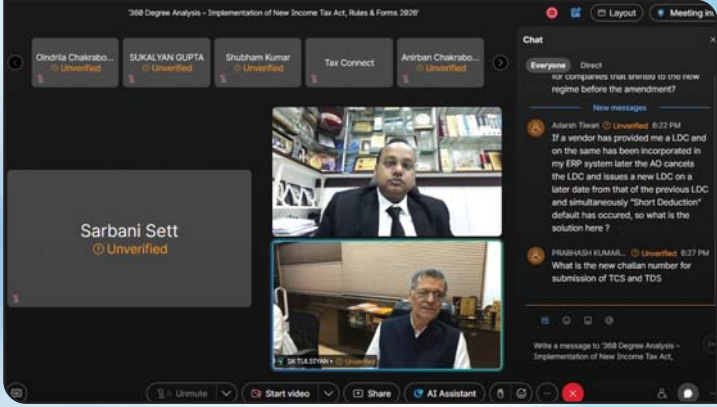 '360 Degree Analysis – Implementation of New Income Tax Act, Rules & Forms 2026'
Layout
Meeting in
Oindrila Chakrabo...
Unverified
SUKALYAN GUPTA
Unverified
Shubham Kumar
Unverified
Tax Connect
Anirban Chakrabo...
Unverified
Sarbani Sett
Unverified
SK TULSIYAN
Unverified
Chat
Everyone
Direct
for companies that shifted to the new
regime before the amendment?
New messages
Adarsh Tiwari Unverified 6:22 PM
If a vendor has provided me a LDC and
on the same has been incorporated in
my ERP system later the AO cancels
the LDC and issues a new LDC on a
later date from that of the previous LDC
and simultaneously "Short Deduction"
default has occured, so what is the
solution here ?
PRABHASH KUMAR... Unverified 6:27 PM
What is the new challan number for
submission of TCS and TDS
Write a message to '360 Degree Analysis –
Implementation of New Income Tax Act,
Unmute
Start video
Share
AI Assistant